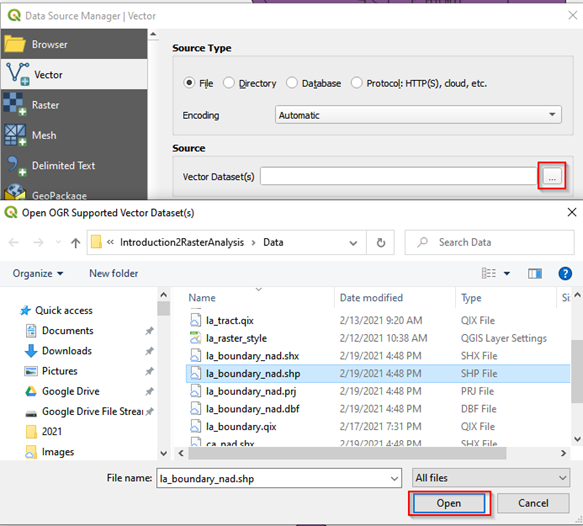 Data Source Manager | Vector
Browser
Vector
Raster
Mesh
Delimited Text
GeoPackage
Source Type
File Directory Database Protocol: HTTP(S), cloud, etc.
Encoding Automatic
Source
Vector Dataset(s) ...
Open OGR Supported Vector Dataset(s)
« Introduction2RasterAnalysis › Data
Search Data
Organize New folder
Name Date modified Type Si
Quick access
Documents
Downloads
Pictures
Google Drive
Google Drive File Stream
2021
Images
la_tract.qix 2/13/2021 9:20 AM QIX File
la_raster_style 2/12/2021 10:38 AM QGIS Layer Settings
la_boundary_nad.shx 2/19/2021 4:48 PM SHX File
la_boundary_nad.shp 2/19/2021 4:48 PM SHP File
la_boundary_nad.prj 2/19/2021 4:48 PM PRJ File
la_boundary_nad.dbf 2/19/2021 4:48 PM DBF File
la_boundary.qix 2/17/2021 7:31 PM QIX File
ca_nad.shx 2/19/2021 4:48 PM SHX File
File name: la_boundary_nad.shp All files
Open Cancel